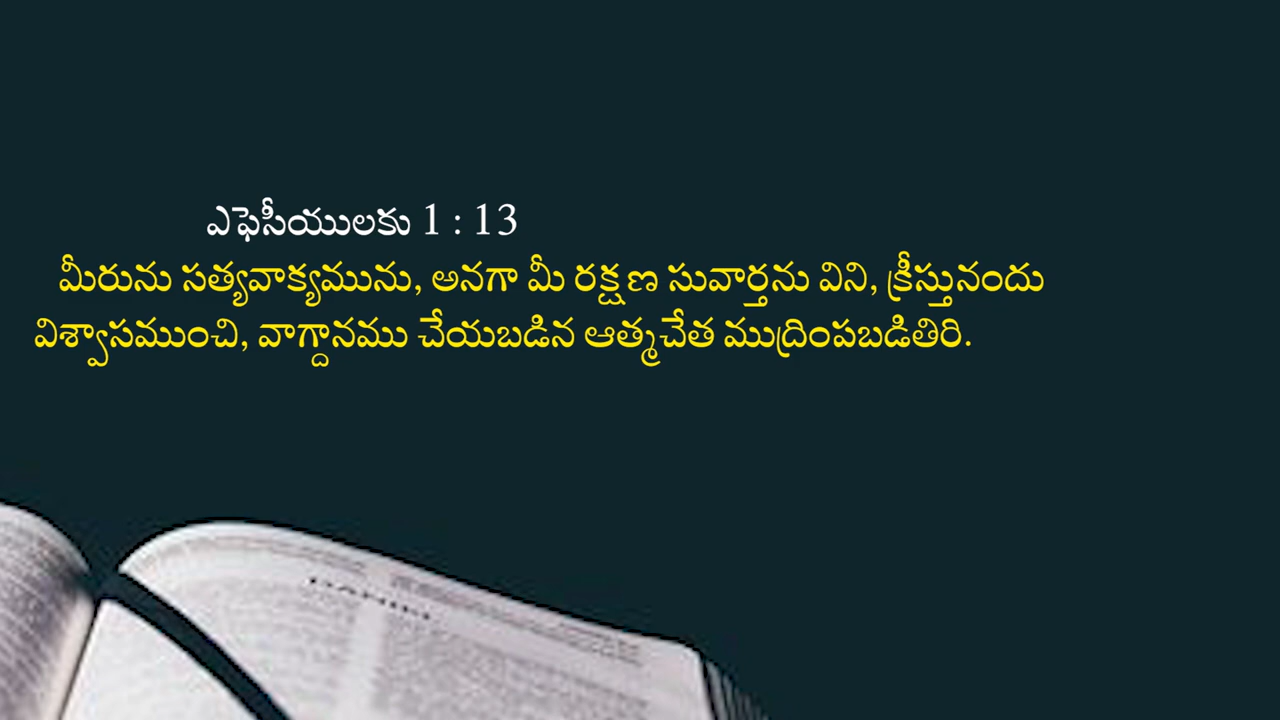 ఎఫెసీయులకు 1 : 13
మీరును సత్యవాక్యమును, అనగా మీ రక్షణ సువార్తను విని, క్రీస్తునందు
విశ్వాసముంచి, వాగ్దానము చేయబడిన ఆత్మచేత ముద్రింపబడితిరి.